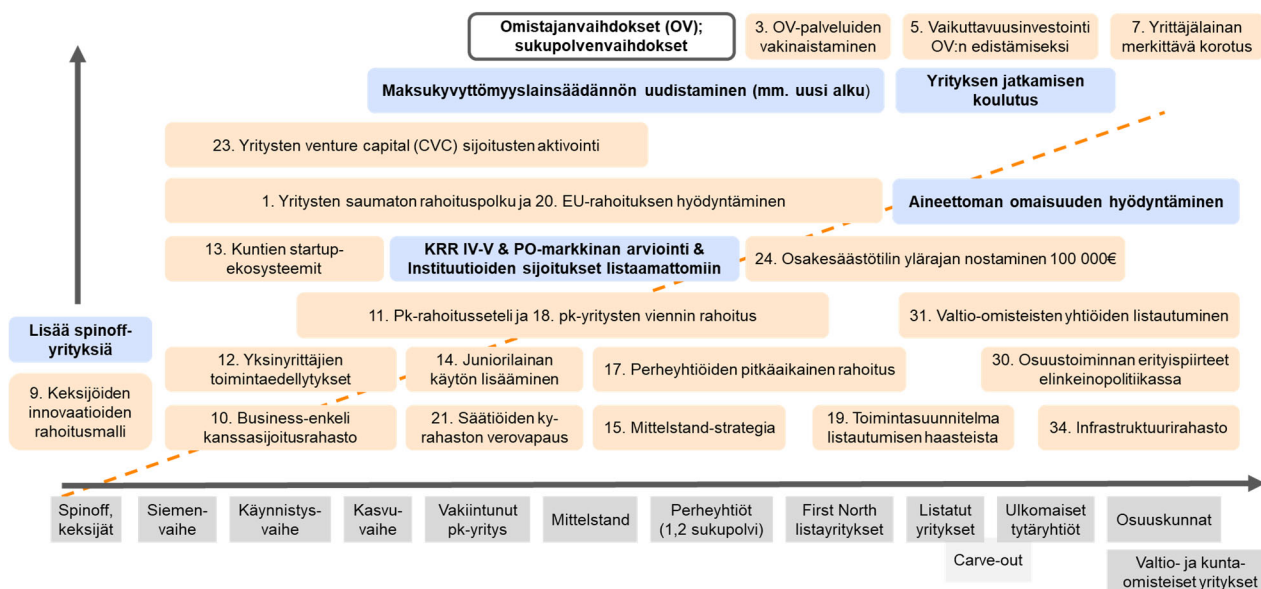 Omistajanvaihdokset (OV);
sukupolvenvaihdokset
3. OV-palveluiden
vakinaistaminen
5. Vaikuttavuusinvestointi
OV:n edistämiseksi
7. Yrittäjälainan
merkittävä korotus
Maksukyvyttömyyslainsäädännön uudistaminen (mm. uusi alku)
Yrityksen jatkamisen
koulutus
23. Yritysten venture capital (CVC) sijoitusten aktivointi
1. Yritysten saumaton rahoituspolku ja 20. EU-rahoituksen hyödyntäminen
Aineettoman omaisuuden hyödyntäminen
13. Kuntien startup-
ekosysteemit
KRR IV-V & PO-markkinan arviointi &
Instituutioiden sijoitukset listaamattomiin
24. Osakesäästötilin ylärajan nostaminen 100 000€
Lisää spinoff-
yrityksiä
11. Pk-rahoitusseteli ja 18. pk-yritysten viennin rahoitus
31. Valtio-omisteisten yhtiöiden listautuminen
12. Yksinyrittäjien
toimintaedellytykset
14. Juniorilainan
käytön lisääminen
17. Perheyhtiöiden pitkäaikainen rahoitus
30. Osuustoiminnan erityispiirteet
elinkeinopolitiikassa
9. Keksijöiden
innovaatioiden
rahoitusmalli
10. Business-enkeli
kanssasijoitusrahasto
21. Säätiöiden ky-
rahaston verovapaus
15. Mittelstand-strategia
19. Toimintasuunnitelma
listautumisen haasteista
34. Infrastruktuurirahasto
Spinoff,
keksijät
Siemen-
vaihe
Käynnistys-
vaihe
Kasvu-
vaihe
Vakiintunut
pk-yritys
Mittelstand
Perheyhtiöt
(1,2 sukupolvi)
First North
listayritykset
Listatut
yritykset
Ulkomaiset
tytäryhtiöt
Osuuskunnat
Carve-out
Valtio- ja kunta-
omisteiset yritykset